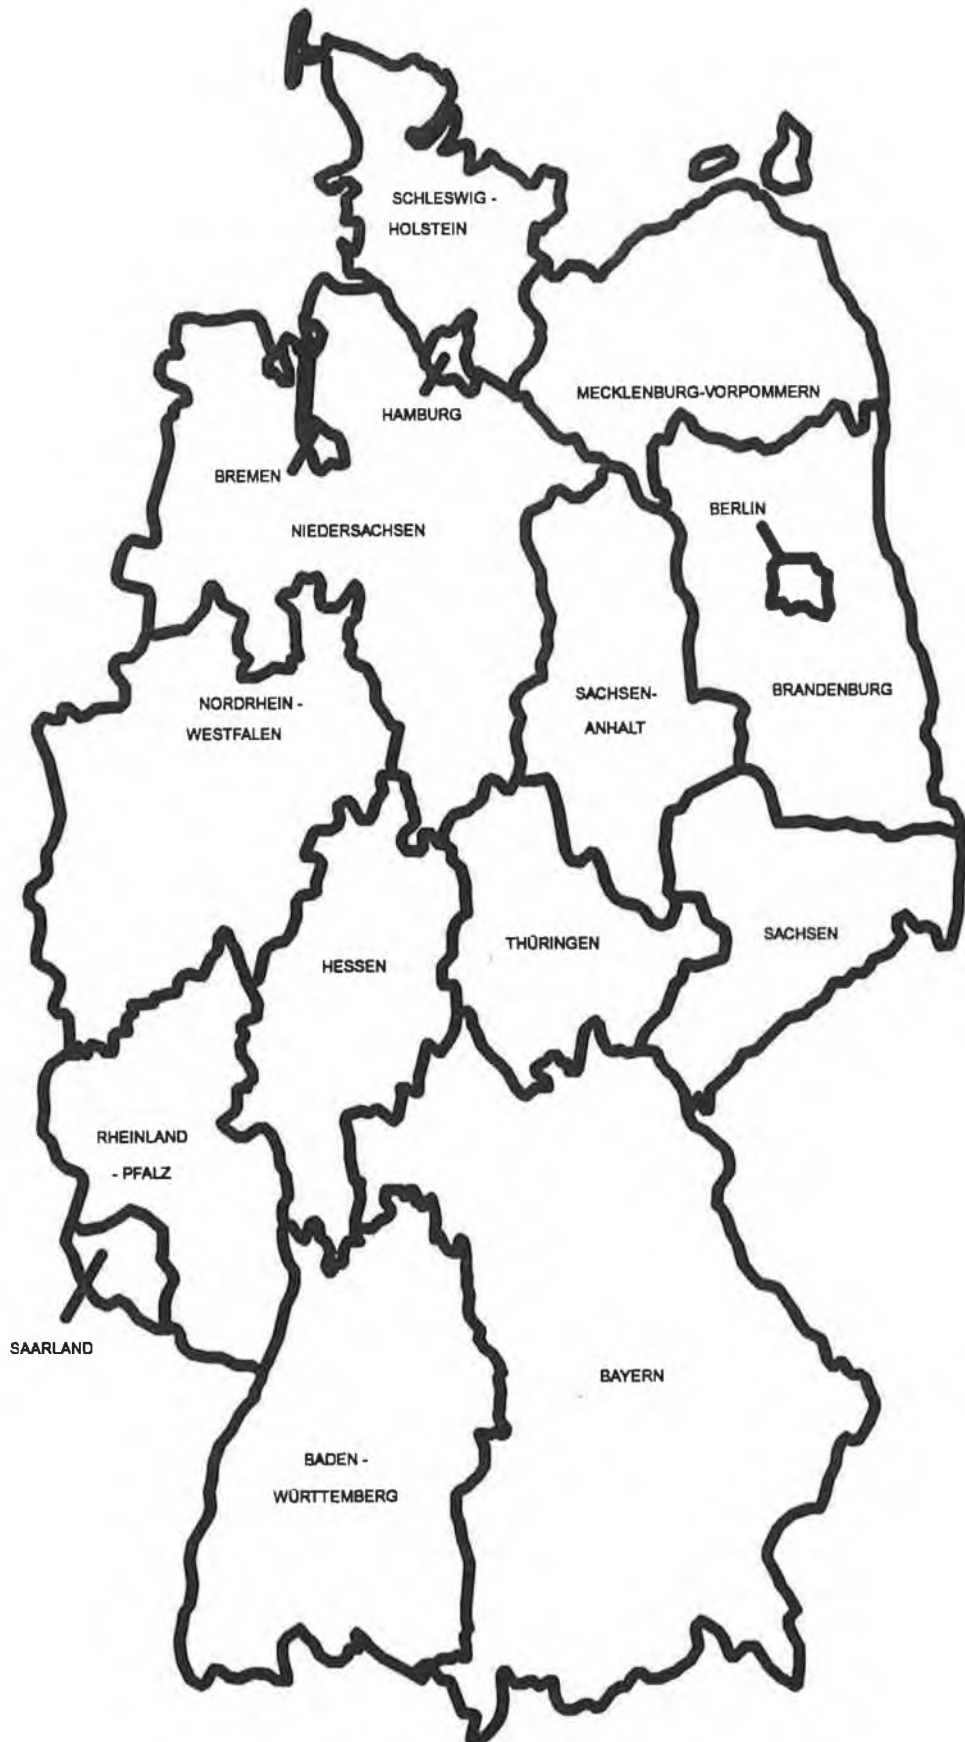 SCHLESWIG -
HOLSTEIN
MECKLENBURG-VORPOMMERN
HAMBURG
BREMEN
BERLIN
NIEDERSACHSEN
NORDRHEIN -
WESTFALEN
SACHSEN-
ANHALT
BRANDENBURG
HESSEN
THÜRINGEN
SACHSEN
RHEINLAND
- PFALZ
SAARLAND
BAYERN
BADEN -
WÜRTTEMBERG